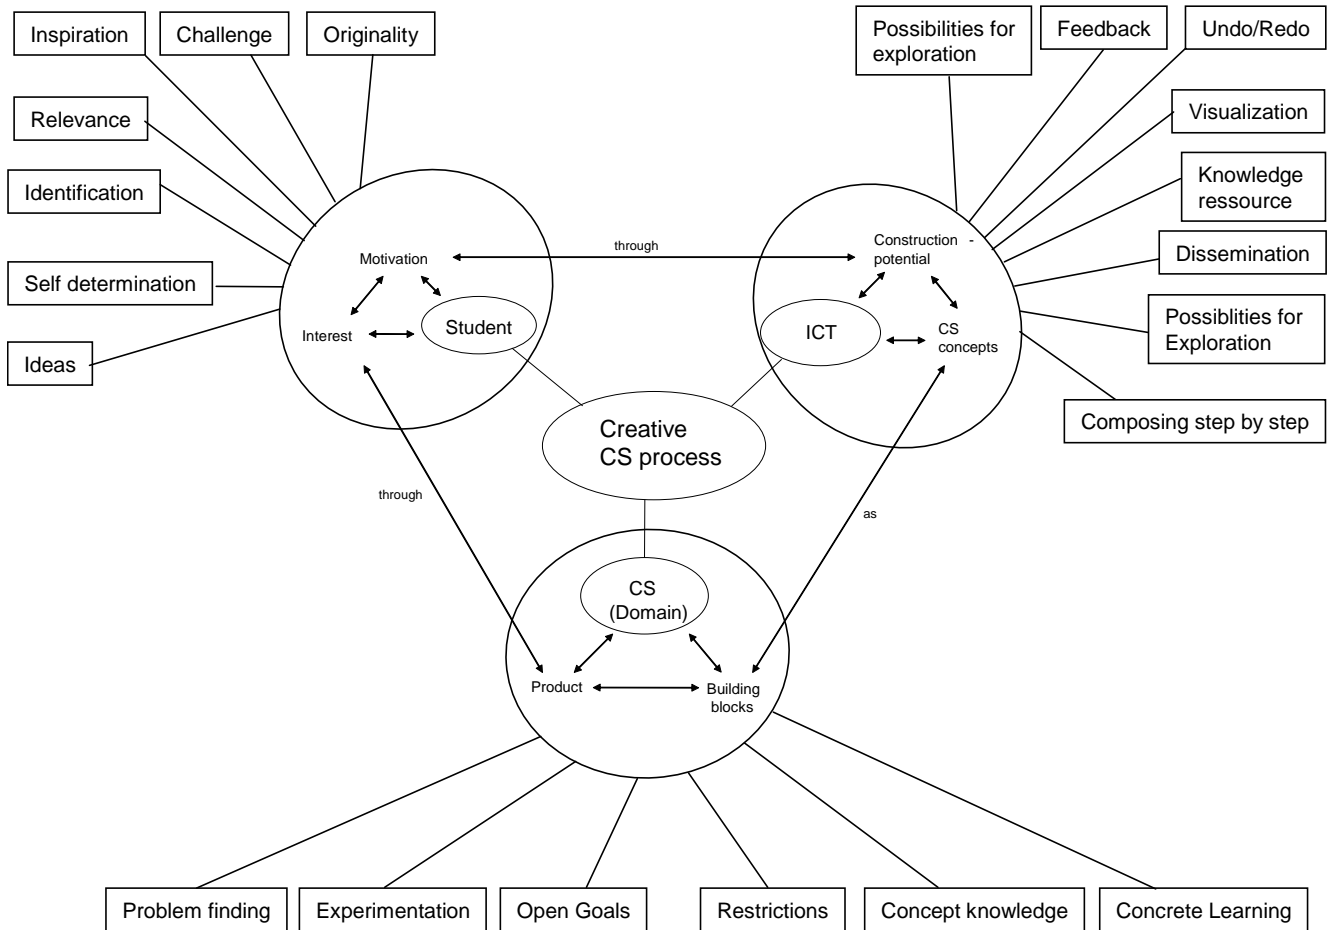 Inspiration
Challenge
Originality
Possibilities for
exploration
Feedback
Undo/Redo
Relevance
Visualization
Identification
Knowledge
ressource
Self determination
Dissemination
Ideas
Possiblities for
Exploration
Composing step by step
Motivation
through
Construction -
potential
Interest
Student
ICT
CS
concepts
Creative
CS process
through
as
CS
(Domain)
Product
Building
blocks
Problem finding
Experimentation
Open Goals
Restrictions
Concept knowledge
Concrete Learning